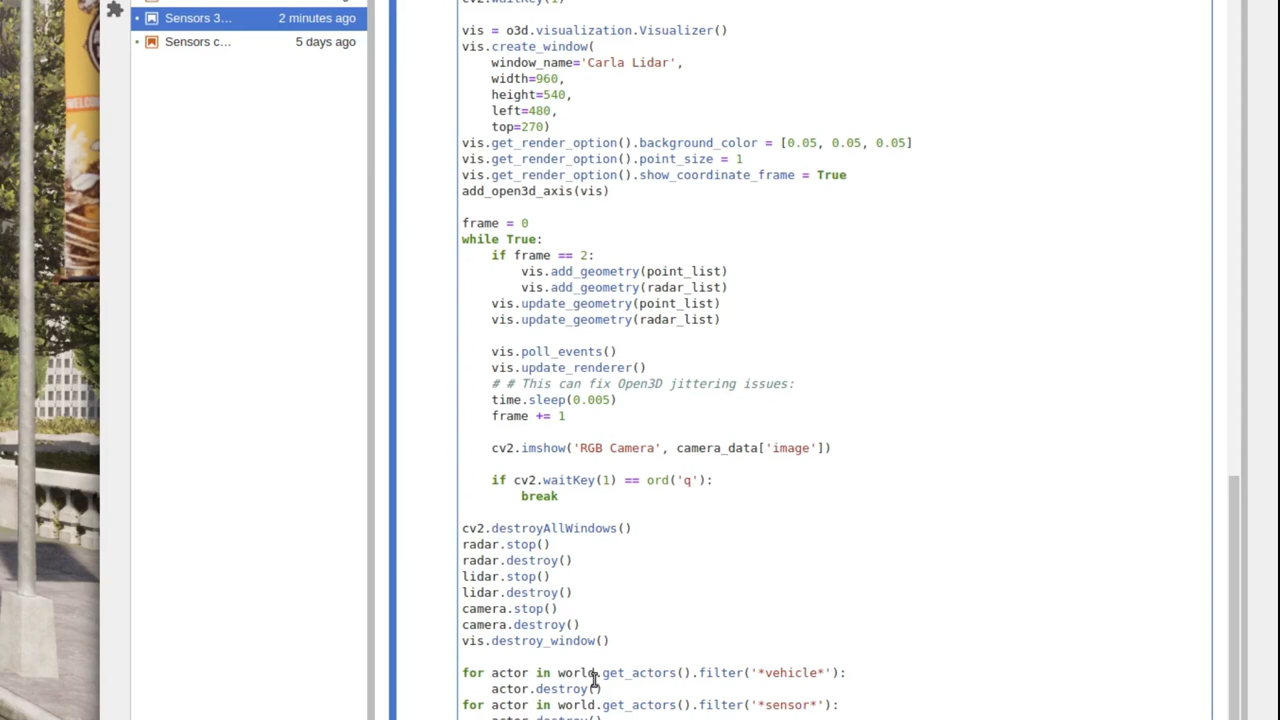 WELCOM
Sensors 3… 2 minutes ago
Sensors c… 5 days ago
cv2.waitKey(1)
vis = o3d.visualization.Visualizer()
vis.create_window(
window_name='Carla Lidar',
width=960,
height=540,
left=480,
top=270)
vis.get_render_option().background_color = [0.05, 0.05, 0.05]
vis.get_render_option().point_size = 1
vis.get_render_option().show_coordinate_frame = True
add_open3d_axis(vis)
frame = 0
while True:
if frame == 2:
vis.add_geometry(point_list)
vis.add_geometry(radar_list)
vis.update_geometry(point_list)
vis.update_geometry(radar_list)
vis.poll_events()
vis.update_renderer()
# # This can fix Open3D jittering issues:
time.sleep(0.005)
frame += 1
cv2.imshow('RGB Camera', camera_data['image'])
if cv2.waitKey(1) == ord('q'):
break
cv2.destroyAllWindows()
radar.stop()
radar.destroy()
lidar.stop()
lidar.destroy()
camera.stop()
camera.destroy()
vis.destroy_window()
for actor in world.get_actors().filter('*vehicle*'):
actor.destroy()
for actor in world.get_actors().filter('*sensor*'):
actor.destroy()